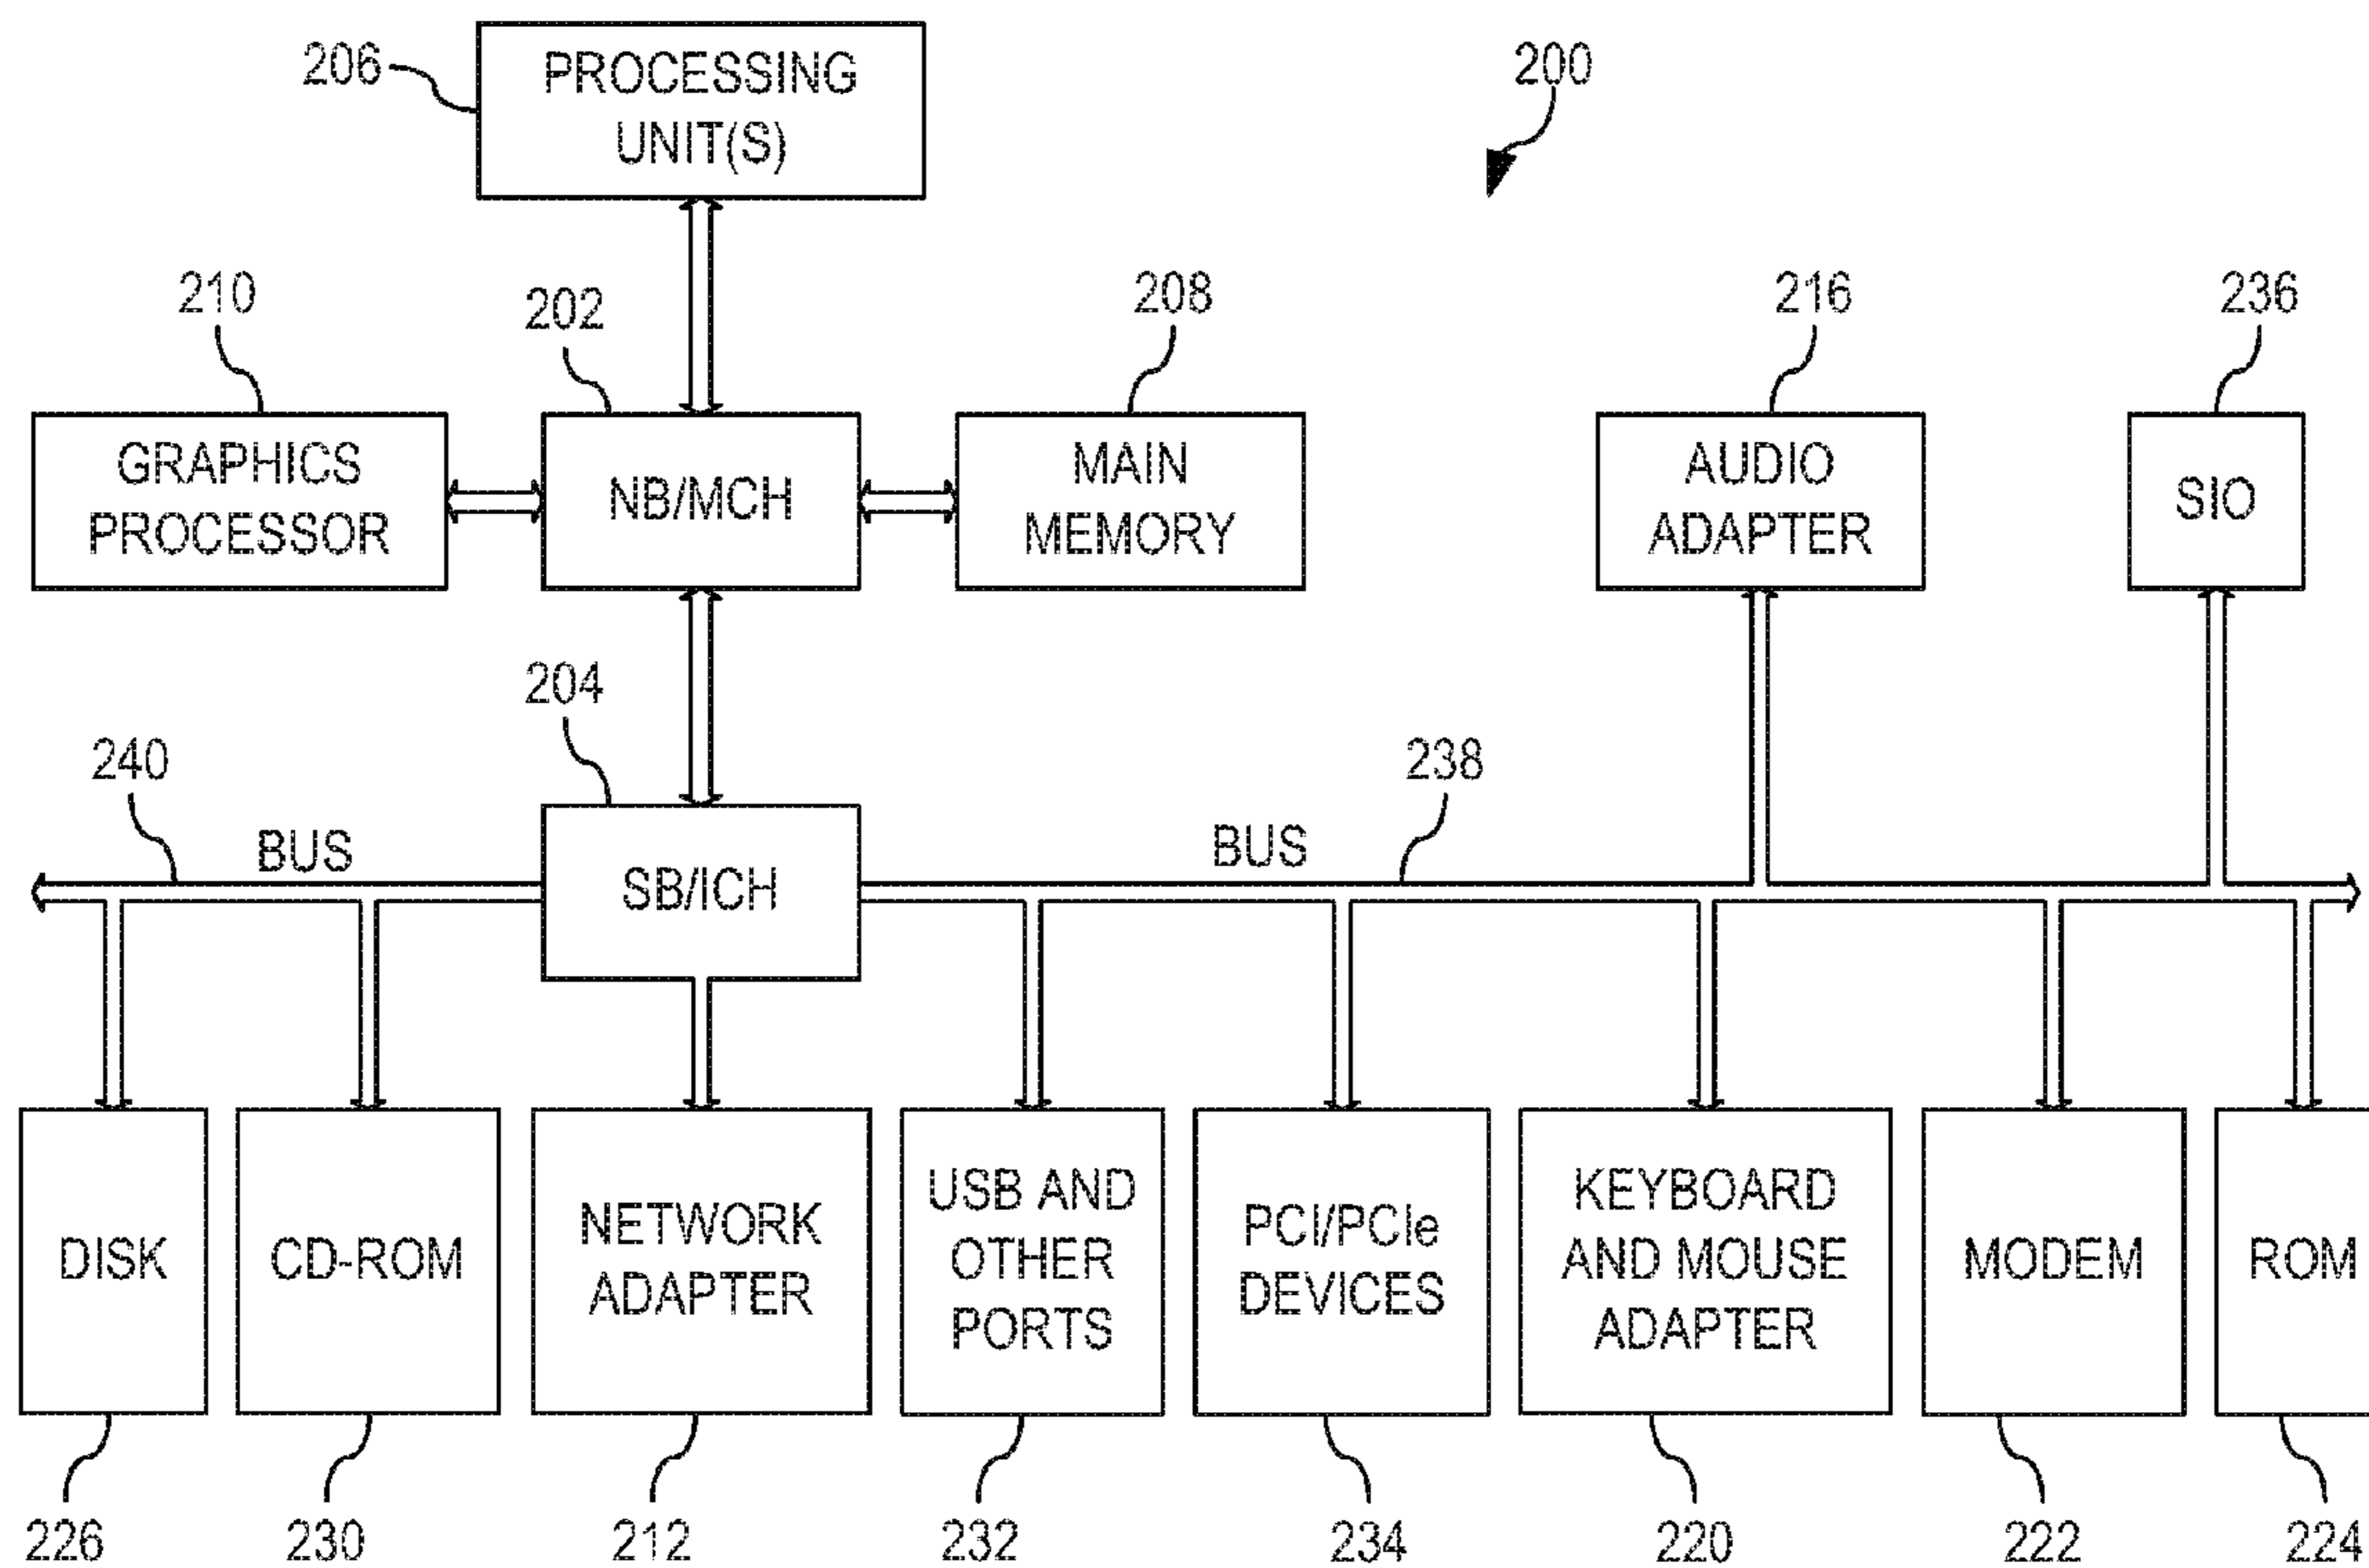 206
PROCESSING
UNIT(S)
200
210
202
208
216
236
GRAPHICS
PROCESSOR
NB/MCH
MAIN
MEMORY
AUDIO
ADAPTER
SIO
204
240
238
BUS
BUS
SB/ICH
DISK
CD-ROM
NETWORK
ADAPTER
USB AND
OTHER
PORTS
PCI/PCIe
DEVICES
KEYBOARD
AND MOUSE
ADAPTER
MODEM
ROM
226
230
212
232
234
220
222
224